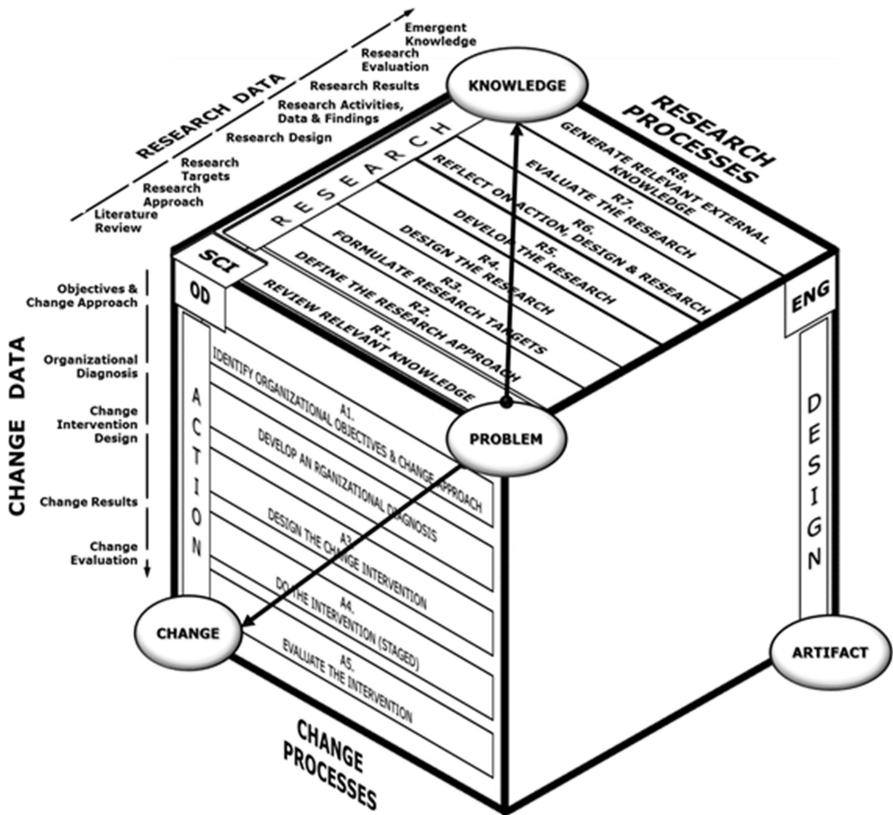 RESEARCH DATA
Emergent
Knowledge
Research
Evaluation
Research Results
Research Activities,
Data & Findings
Research Design
Research
Targets
Research
Approach
Literature
Review
KNOWLEDGE
RESEARCH
PROCESSES
RESEARCH
R8.
GENERATE RELEVANT EXTERNAL
KNOWLEDGE
R7.
EVALUATE THE RESEARCH
R6.
REFLECT ON ACTION, DESIGN & RESEARCH
R5.
DEVELOP THE RESEARCH
R4.
DESIGN THE RESEARCH
R3.
FORMULATE RESEARCH TARGETS
R2.
DEFINE THE RESEARCH APPROACH
R1.
REVIEW RELEVANT KNOWLEDGE
SCI
OD
ENG
CHANGE DATA
Objectives &
Change Approach
Organizational
Diagnosis
Change
Intervention
Design
Change Results
Change
Evaluation
ACTION
A1.
IDENTIFY ORGANIZATIONAL OBJECTIVES & CHANGE APPROACH
DEVELOP AN RGANIZATIONAL DIAGNOSIS
A3.
DESIGN THE CHANGE INTERVENTION
A4.
DO THE INTERVENTION (STAGED)
A5.
EVALUATE THE INTERVENTION
PROBLEM
DESIGN
CHANGE
ARTIFACT
CHANGE
PROCESSES